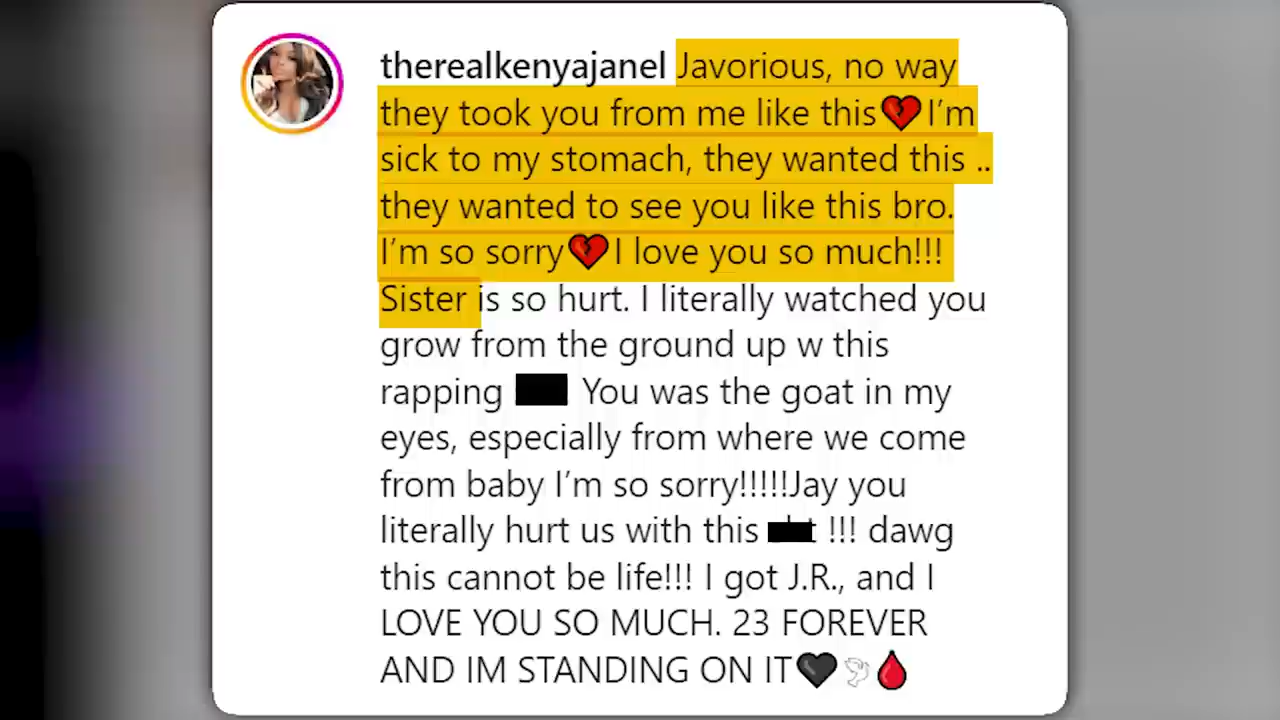 therealkenyajanel Javorious, no way
they took you from me like this💔I'm
sick to my stomach, they wanted this ..
they wanted to see you like this bro.
I'm so sorry💔I love you so much!!!
Sister is so hurt. I literally watched you
grow from the ground up w this
rapping You was the goat in my
eyes, especially from where we come
from baby I'm so sorry!!!!!Jay you
literally hurt us with this !!! dawg
this cannot be life!!! I got J.R., and I
LOVE YOU SO MUCH. 23 FOREVER
AND IM STANDING ON IT🖤🕊🩸